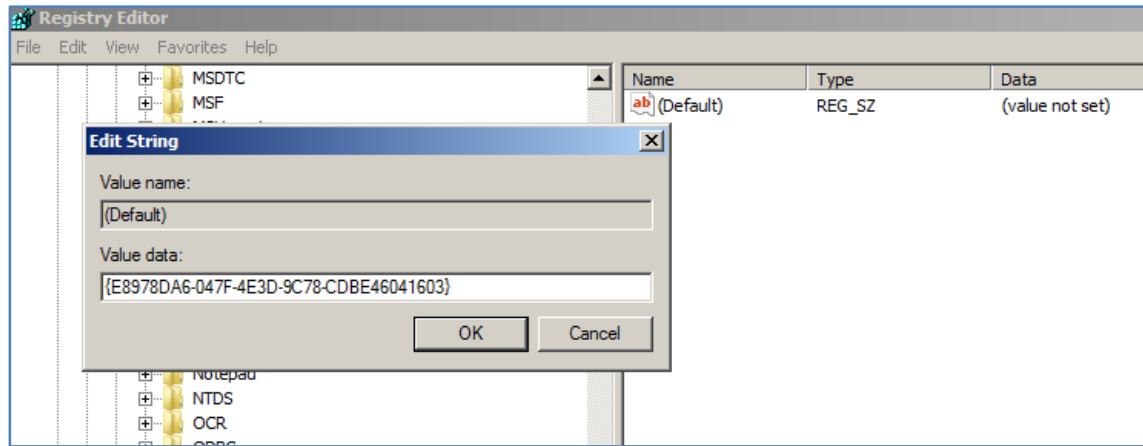 Registry Editor
File Edit View Favorites Help
MSDTC
MSF
Name Type Data
(Default) REG_SZ (value not set)
Edit String
Value name:
(Default)
Value data:
{E8978DA6-047F-4E3D-9C78-CDBE46041603}
OK Cancel
Notepad
NTDS
OCR
ODBC